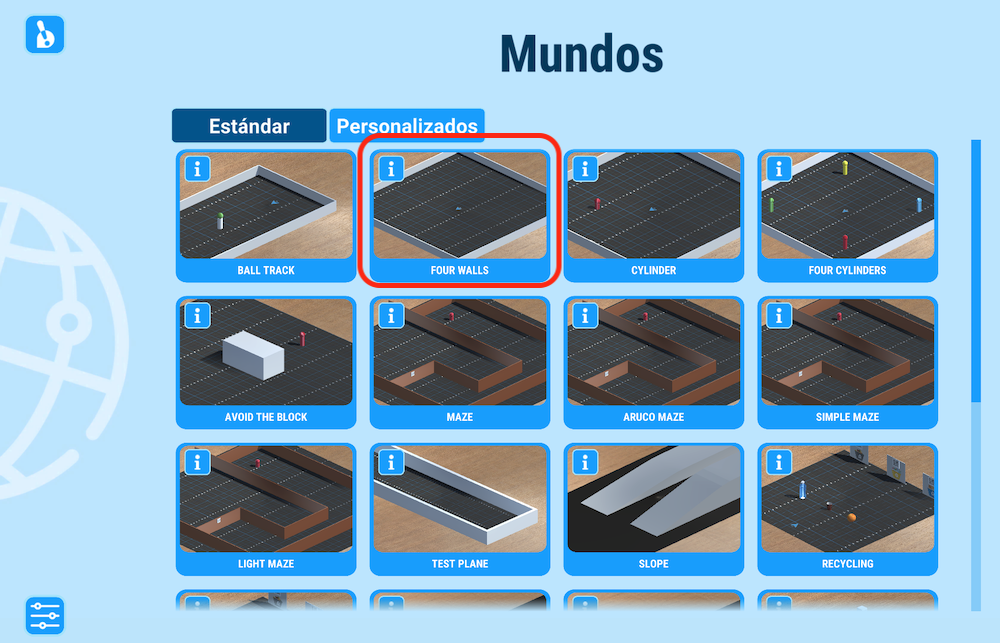 Mundos
Estándar
Personalizados
BALL TRACK
FOUR WALLS
CYLINDER
FOUR CYLINDERS
AVOID THE BLOCK
MAZE
ARUCO MAZE
SIMPLE MAZE
LIGHT MAZE
TEST PLANE
SLOPE
RECYCLING